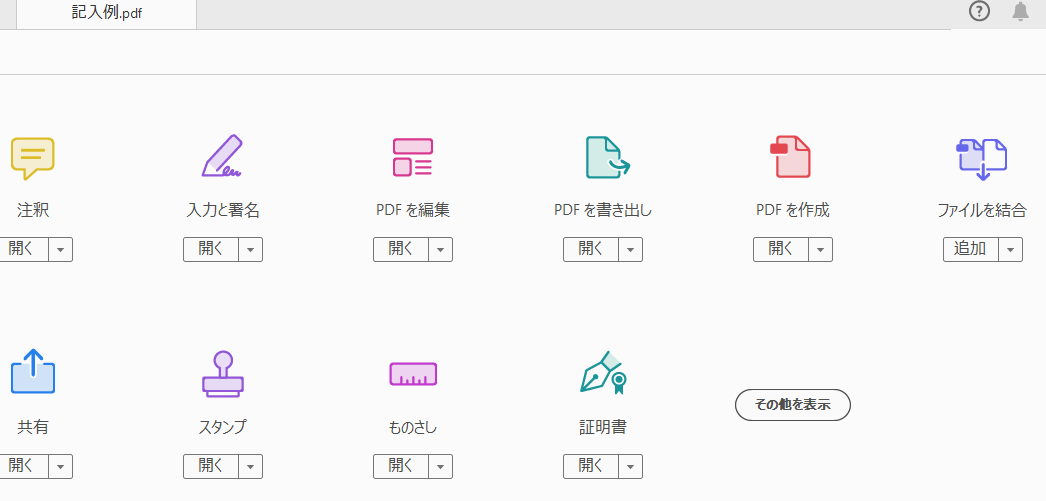 記入例.pdf
注釈 入力と署名 PDF を編集 PDF を書き出し PDF を作成 ファイルを結合
開く 開く 開く 開く 開く 追加
共有 スタンプ ものさし 証明書 その他を表示
開く 開く 開く 開く